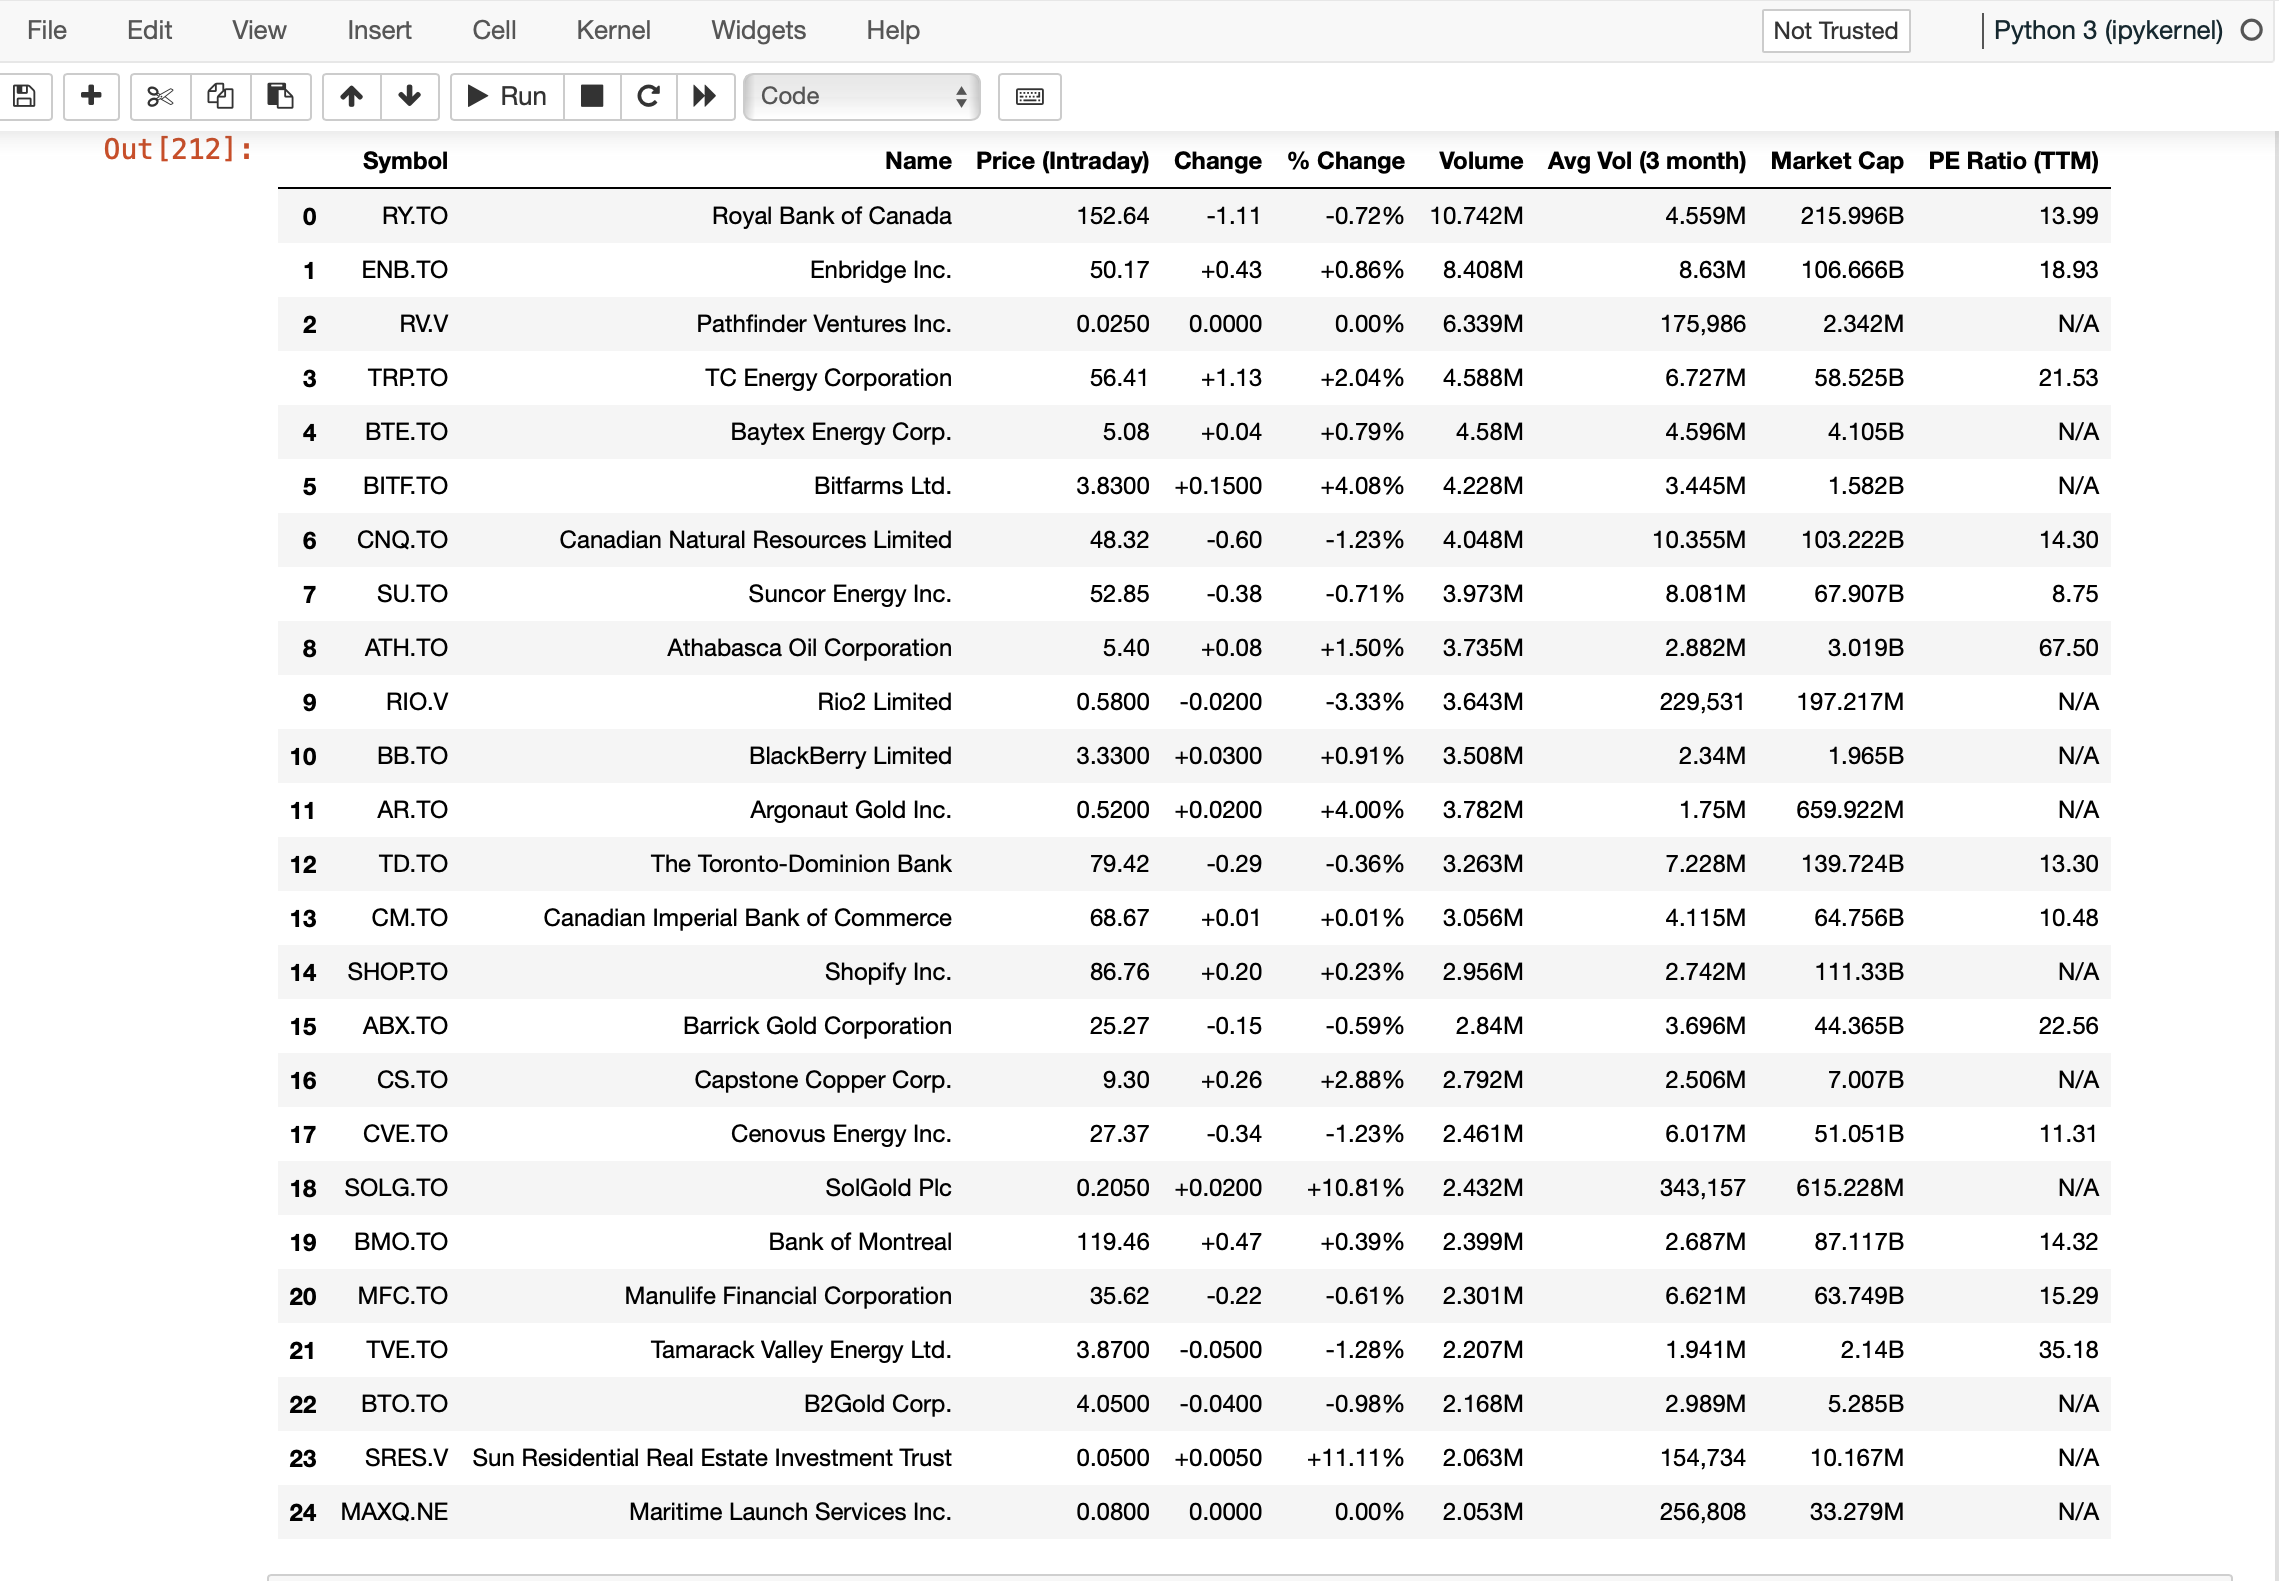 File Edit View Insert Cell Kernel Widgets Help Not Trusted Python 3 (ipykernel)
Run Code
Out[212]:
Symbol Name Price (Intraday) Change % Change Volume Avg Vol (3 month) Market Cap PE Ratio (TTM)
0 RY.TO Royal Bank of Canada 152.64 -1.11 -0.72% 10.742M 4.559M 215.996B 13.99
1 ENB.TO Enbridge Inc. 50.17 +0.43 +0.86% 8.408M 8.63M 106.666B 18.93
2 RV.V Pathfinder Ventures Inc. 0.0250 0.0000 0.00% 6.339M 175,986 2.342M N/A
3 TRP.TO TC Energy Corporation 56.41 +1.13 +2.04% 4.588M 6.727M 58.525B 21.53
4 BTE.TO Baytex Energy Corp. 5.08 +0.04 +0.79% 4.58M 4.596M 4.105B N/A
5 BITF.TO Bitfarms Ltd. 3.8300 +0.1500 +4.08% 4.228M 3.445M 1.582B N/A
6 CNQ.TO Canadian Natural Resources Limited 48.32 -0.60 -1.23% 4.048M 10.355M 103.222B 14.30
7 SU.TO Suncor Energy Inc. 52.85 -0.38 -0.71% 3.973M 8.081M 67.907B 8.75
8 ATH.TO Athabasca Oil Corporation 5.40 +0.08 +1.50% 3.735M 2.882M 3.019B 67.50
9 RIO.V Rio2 Limited 0.5800 -0.0200 -3.33% 3.643M 229,531 197.217M N/A
10 BB.TO BlackBerry Limited 3.3300 +0.0300 +0.91% 3.508M 2.34M 1.965B N/A
11 AR.TO Argonaut Gold Inc. 0.5200 +0.0200 +4.00% 3.782M 1.75M 659.922M N/A
12 TD.TO The Toronto-Dominion Bank 79.42 -0.29 -0.36% 3.263M 7.228M 139.724B 13.30
13 CM.TO Canadian Imperial Bank of Commerce 68.67 +0.01 +0.01% 3.056M 4.115M 64.756B 10.48
14 SHOP.TO Shopify Inc. 86.76 +0.20 +0.23% 2.956M 2.742M 111.33B N/A
15 ABX.TO Barrick Gold Corporation 25.27 -0.15 -0.59% 2.84M 3.696M 44.365B 22.56
16 CS.TO Capstone Copper Corp. 9.30 +0.26 +2.88% 2.792M 2.506M 7.007B N/A
17 CVE.TO Cenovus Energy Inc. 27.37 -0.34 -1.23% 2.461M 6.017M 51.051B 11.31
18 SOLG.TO SolGold Plc 0.2050 +0.0200 +10.81% 2.432M 343,157 615.228M N/A
19 BMO.TO Bank of Montreal 119.46 +0.47 +0.39% 2.399M 2.687M 87.117B 14.32
20 MFC.TO Manulife Financial Corporation 35.62 -0.22 -0.61% 2.301M 6.621M 63.749B 15.29
21 TVE.TO Tamarack Valley Energy Ltd. 3.8700 -0.0500 -1.28% 2.207M 1.941M 2.14B 35.18
22 BTO.TO B2Gold Corp. 4.0500 -0.0400 -0.98% 2.168M 2.989M 5.285B N/A
23 SRES.V Sun Residential Real Estate Investment Trust 0.0500 +0.0050 +11.11% 2.063M 154,734 10.167M N/A
24 MAXQ.NE Maritime Launch Services Inc. 0.0800 0.0000 0.00% 2.053M 256,808 33.279M N/A